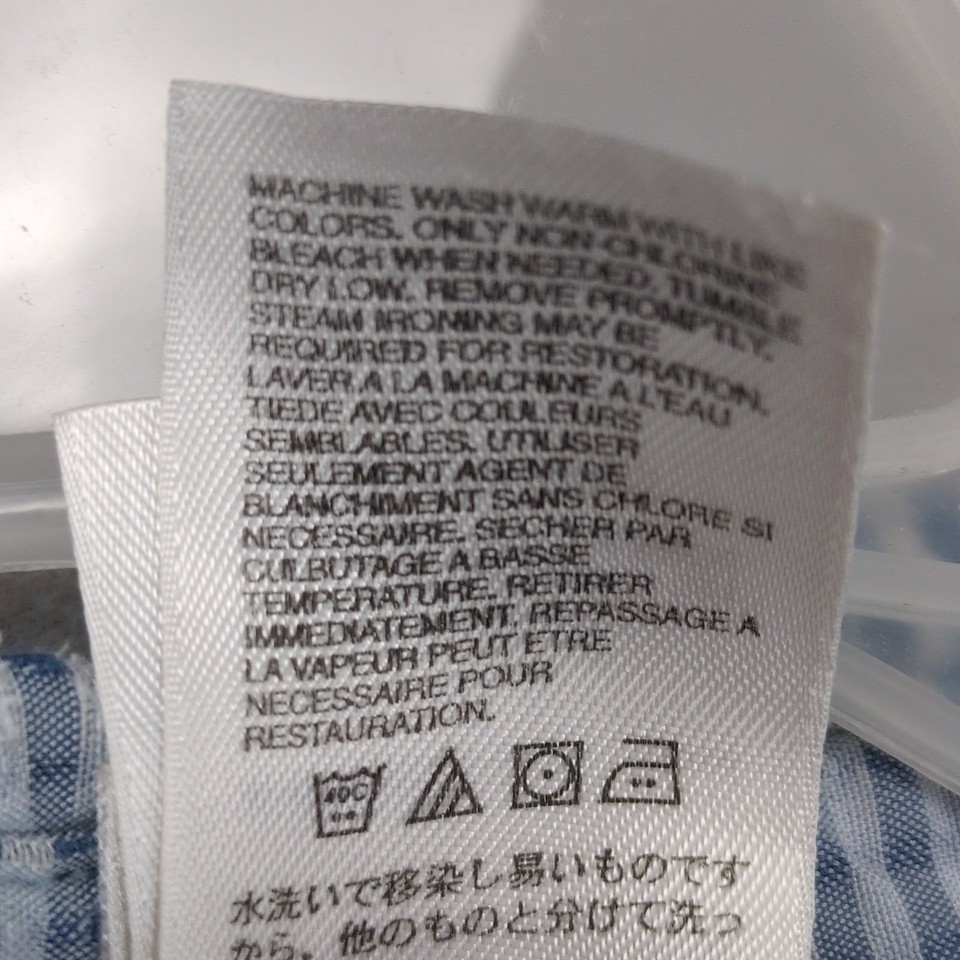 MACHINE WASH WARM WITH LIKE
COLORS. ONLY NON-CHLORINE
BLEACH WHEN NEEDED. TUMBLE
DRY LOW. REMOVE PROMPTLY.
STEAM IRONING MAY BE
REQUIRED FOR RESTORATION.
LAVER A LA MACHINE A L'EAU
TIEDE AVEC COULEURS
SEMBLABLES. UTILISER
SEULEMENT AGENT DE
BLANCHIMENT SANS CHLORE SI
NECESSAIRE. SECHER PAR
CULBUTAGE A BASSE
TEMPERATURE. RETIRER
IMMEDIATEMENT. REPASSAGE A
LA VAPEUR PEUT ETRE
NECESSAIRE POUR
RESTAURATION.
40C
水洗いで移染し易いものです
から、他のものと分けて洗っ